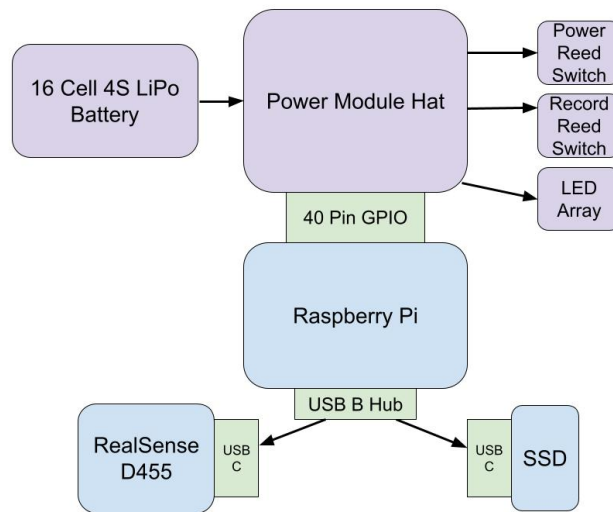 16 Cell 4S LiPo
Battery
Power Module Hat
Power
Reed
Switch
Record
Reed
Switch
LED
Array
40 Pin GPIO
Raspberry Pi
USB B Hub
RealSense
D455
USB
C
USB
C
SSD